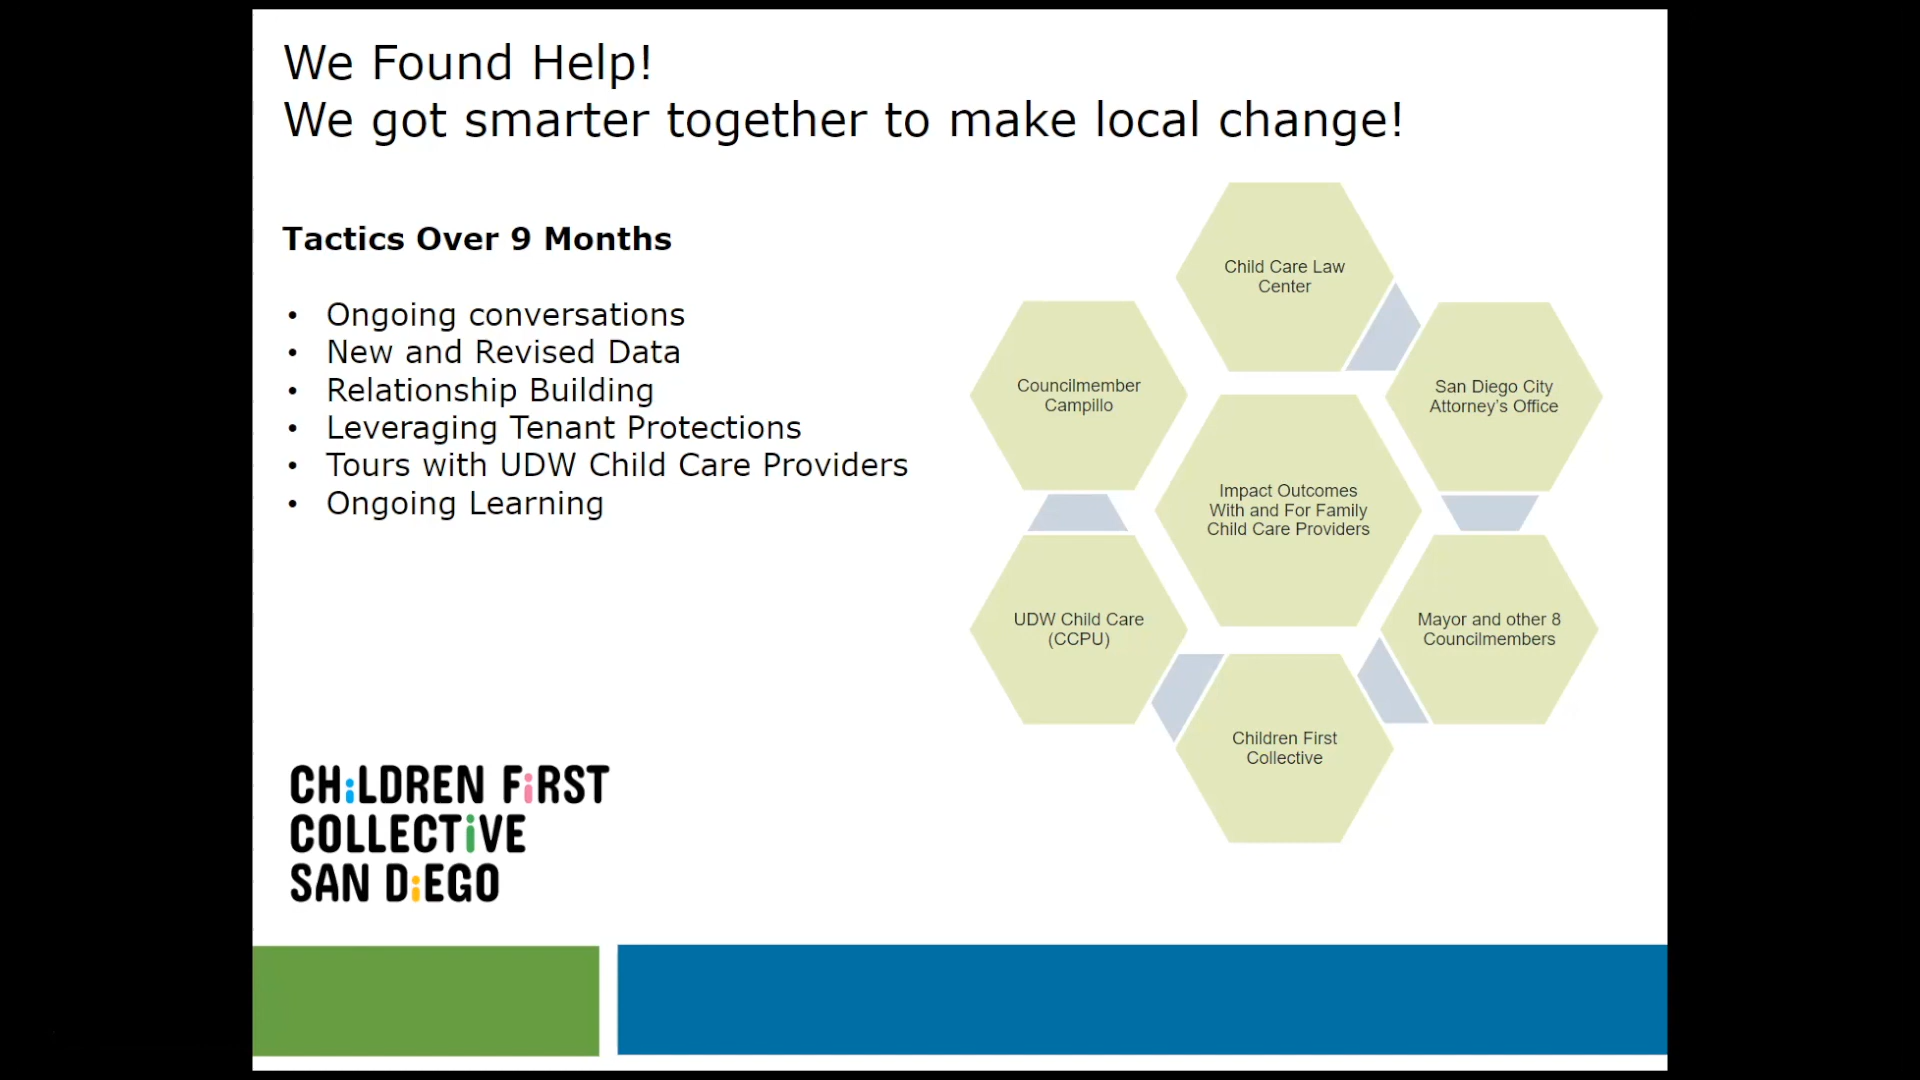 We Found Help!
We got smarter together to make local change!
Tactics Over 9 Months
• Ongoing conversations
• New and Revised Data
• Relationship Building
• Leveraging Tenant Protections
• Tours with UDW Child Care Providers
• Ongoing Learning
Child Care Law
Center
Councilmember
Campillo
San Diego City
Attorney’s Office
Impact Outcomes
With and For Family
Child Care Providers
UDW Child Care
(CCPU)
Mayor and other 8
Councilmembers
Children First
Collective
CHiLDREN FiRST
COLLECTiVE
SAN DiEGO